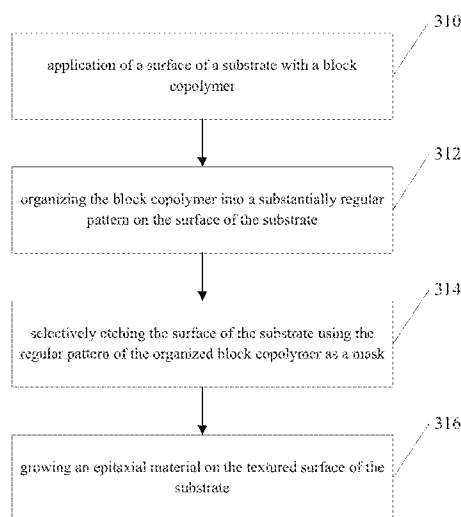 310
application of a surface of a substrate with a block
copolymer
312
organizing the block copolymer into a substantially regular
pattern on the surface of the substrate
314
selectively etching the surface of the substrate using the
regular pattern of the organized block copolymer as a mask
316
growing an epitaxial material on the textured surface of the
substrate